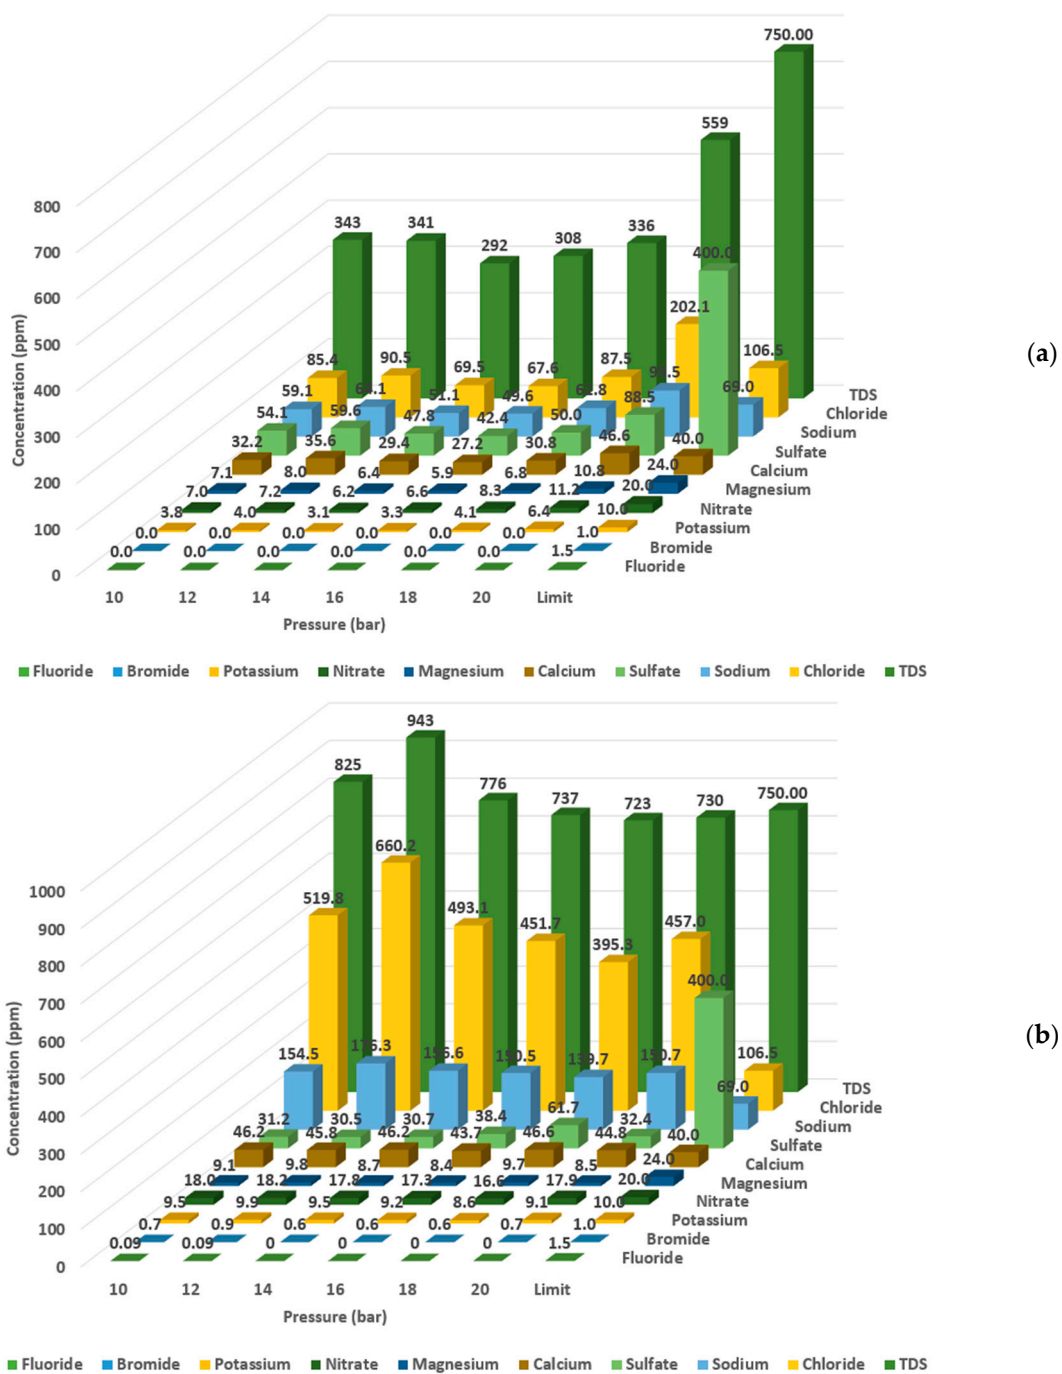 (a)
Concentration (ppm)
800
700
600
500
400
300
200
100
0
343 341 292 308 336 559 750.00
85.4 90.5 69.5 67.6 87.5 202.1 106.5
59.1 64.1 51.1 49.6 69.0
54.1 59.6 47.8 42.4 50.0 88.5 400.0
32.2 35.6 29.4 27.2 30.8 46.6 40.0
7.1 8.0 6.4 5.9 6.8 10.8 24.0
7.0 7.2 6.2 6.6 8.3 11.2 20.0
3.8 4.0 3.1 3.3 4.1 6.4 10.0
0.0 0.0 0.0 0.0 0.0 0.0 1.0
0.0 0.0 0.0 0.0 0.0 0.0 1.5
TDS
Chloride
Sodium
Sulfate
Calcium
Magnesium
Nitrate
Potassium
Bromide
Fluoride
10 12 14 16 18 20 Limit
Pressure (bar)
Fluoride Bromide Potassium Nitrate Magnesium Calcium Sulfate Sodium Chloride TDS
(b)
Concentration (ppm)
1000
900
800
700
600
500
400
300
200
100
0
825 943 776 737 723 730 750.00
519.8 660.2 493.1 451.7 395.3 457.0 106.5
154.5 176.3 156.6 150.5 139.7 150.7 69.0
31.2 30.5 30.7 38.4 61.7 32.4 400.0
46.2 45.8 46.2 43.7 46.6 44.8 40.0
9.1 9.8 8.7 8.4 9.7 8.5 24.0
18.0 18.2 17.8 17.3 16.6 17.9 20.0
9.5 9.9 9.5 9.2 8.6 9.1 10.0
0.7 0.9 0.6 0.6 0.6 0.7 1.0
0.09 0.09 0 0 0 0 1.5
TDS
Chloride
Sodium
Sulfate
Calcium
Magnesium
Nitrate
Potassium
Bromide
Fluoride
10 12 14 16 18 20 Limit
Pressure (bar)
Fluoride Bromide Potassium Nitrate Magnesium Calcium Sulfate Sodium Chloride TDS